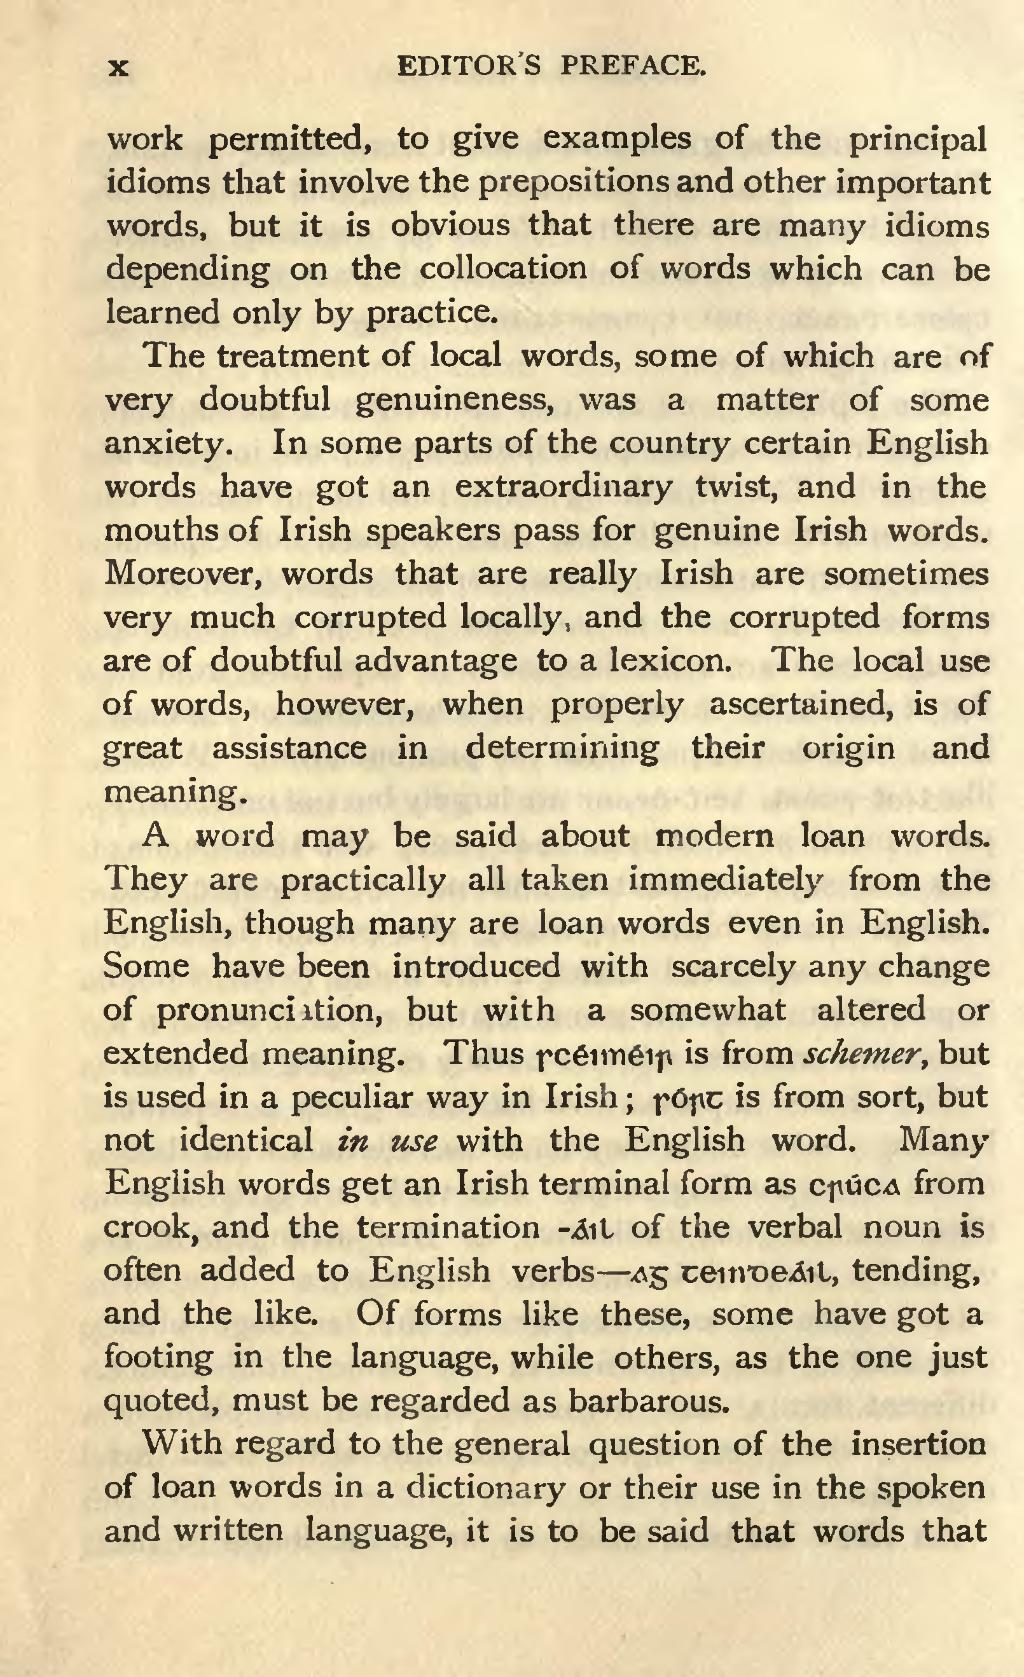 x EDITOR'S PREFACE.
work permitted, to give examples of the principal
idioms that involve the prepositions and other important
words, but it is obvious that there are many idioms
depending on the collocation of words which can be
learned only by practice.
The treatment of local words, some of which are of
very doubtful genuineness, was a matter of some
anxiety. In some parts of the country certain English
words have got an extraordinary twist, and in the
mouths of Irish speakers pass for genuine Irish words.
Moreover, words that are really Irish are sometimes
very much corrupted locally, and the corrupted forms
are of doubtful advantage to a lexicon. The local use
of words, however, when properly ascertained, is of
great assistance in determining their origin and
meaning.
A word may be said about modern loan words.
They are practically all taken immediately from the
English, though many are loan words even in English.
Some have been introduced with scarcely any change
of pronunciation, but with a somewhat altered or
extended meaning. Thus scéiméir is from schemer, but
is used in a peculiar way in Irish; sórt is from sort, but
not identical in use with the English word. Many
English words get an Irish terminal form as crúca from
crook, and the termination -áil of the verbal noun is
often added to English verbs—ag teindeáil, tending,
and the like. Of forms like these, some have got a
footing in the language, while others, as the one just
quoted, must be regarded as barbarous.
With regard to the general question of the insertion
of loan words in a dictionary or their use in the spoken
and written language, it is to be said that words that